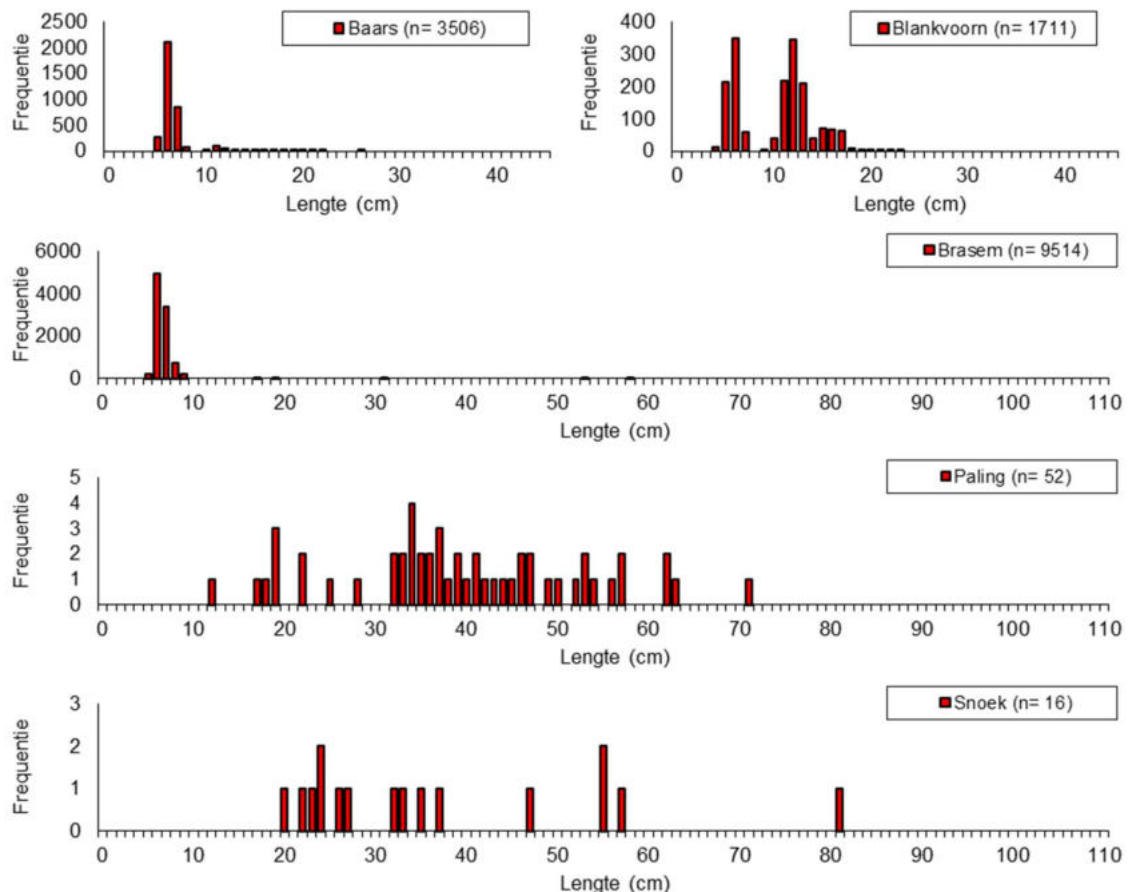 Baars (n= 3506)
Frequentie
2500
2000
1500
1000
500
0
0 10 20 30 40
Lengte (cm)
Blankvoorn (n= 1711)
Frequentie
400
300
200
100
0
0 10 20 30 40
Lengte (cm)
Brasem (n= 9514)
Frequentie
6000
4000
2000
0
0 10 20 30 40 50 60 70 80 90 100 110
Lengte (cm)
Paling (n= 52)
Frequentie
5
4
3
2
1
0
0 10 20 30 40 50 60 70 80 90 100 110
Lengte (cm)
Snoek (n= 16)
Frequentie
3
2
1
0
0 10 20 30 40 50 60 70 80 90 100 110
Lengte (cm)